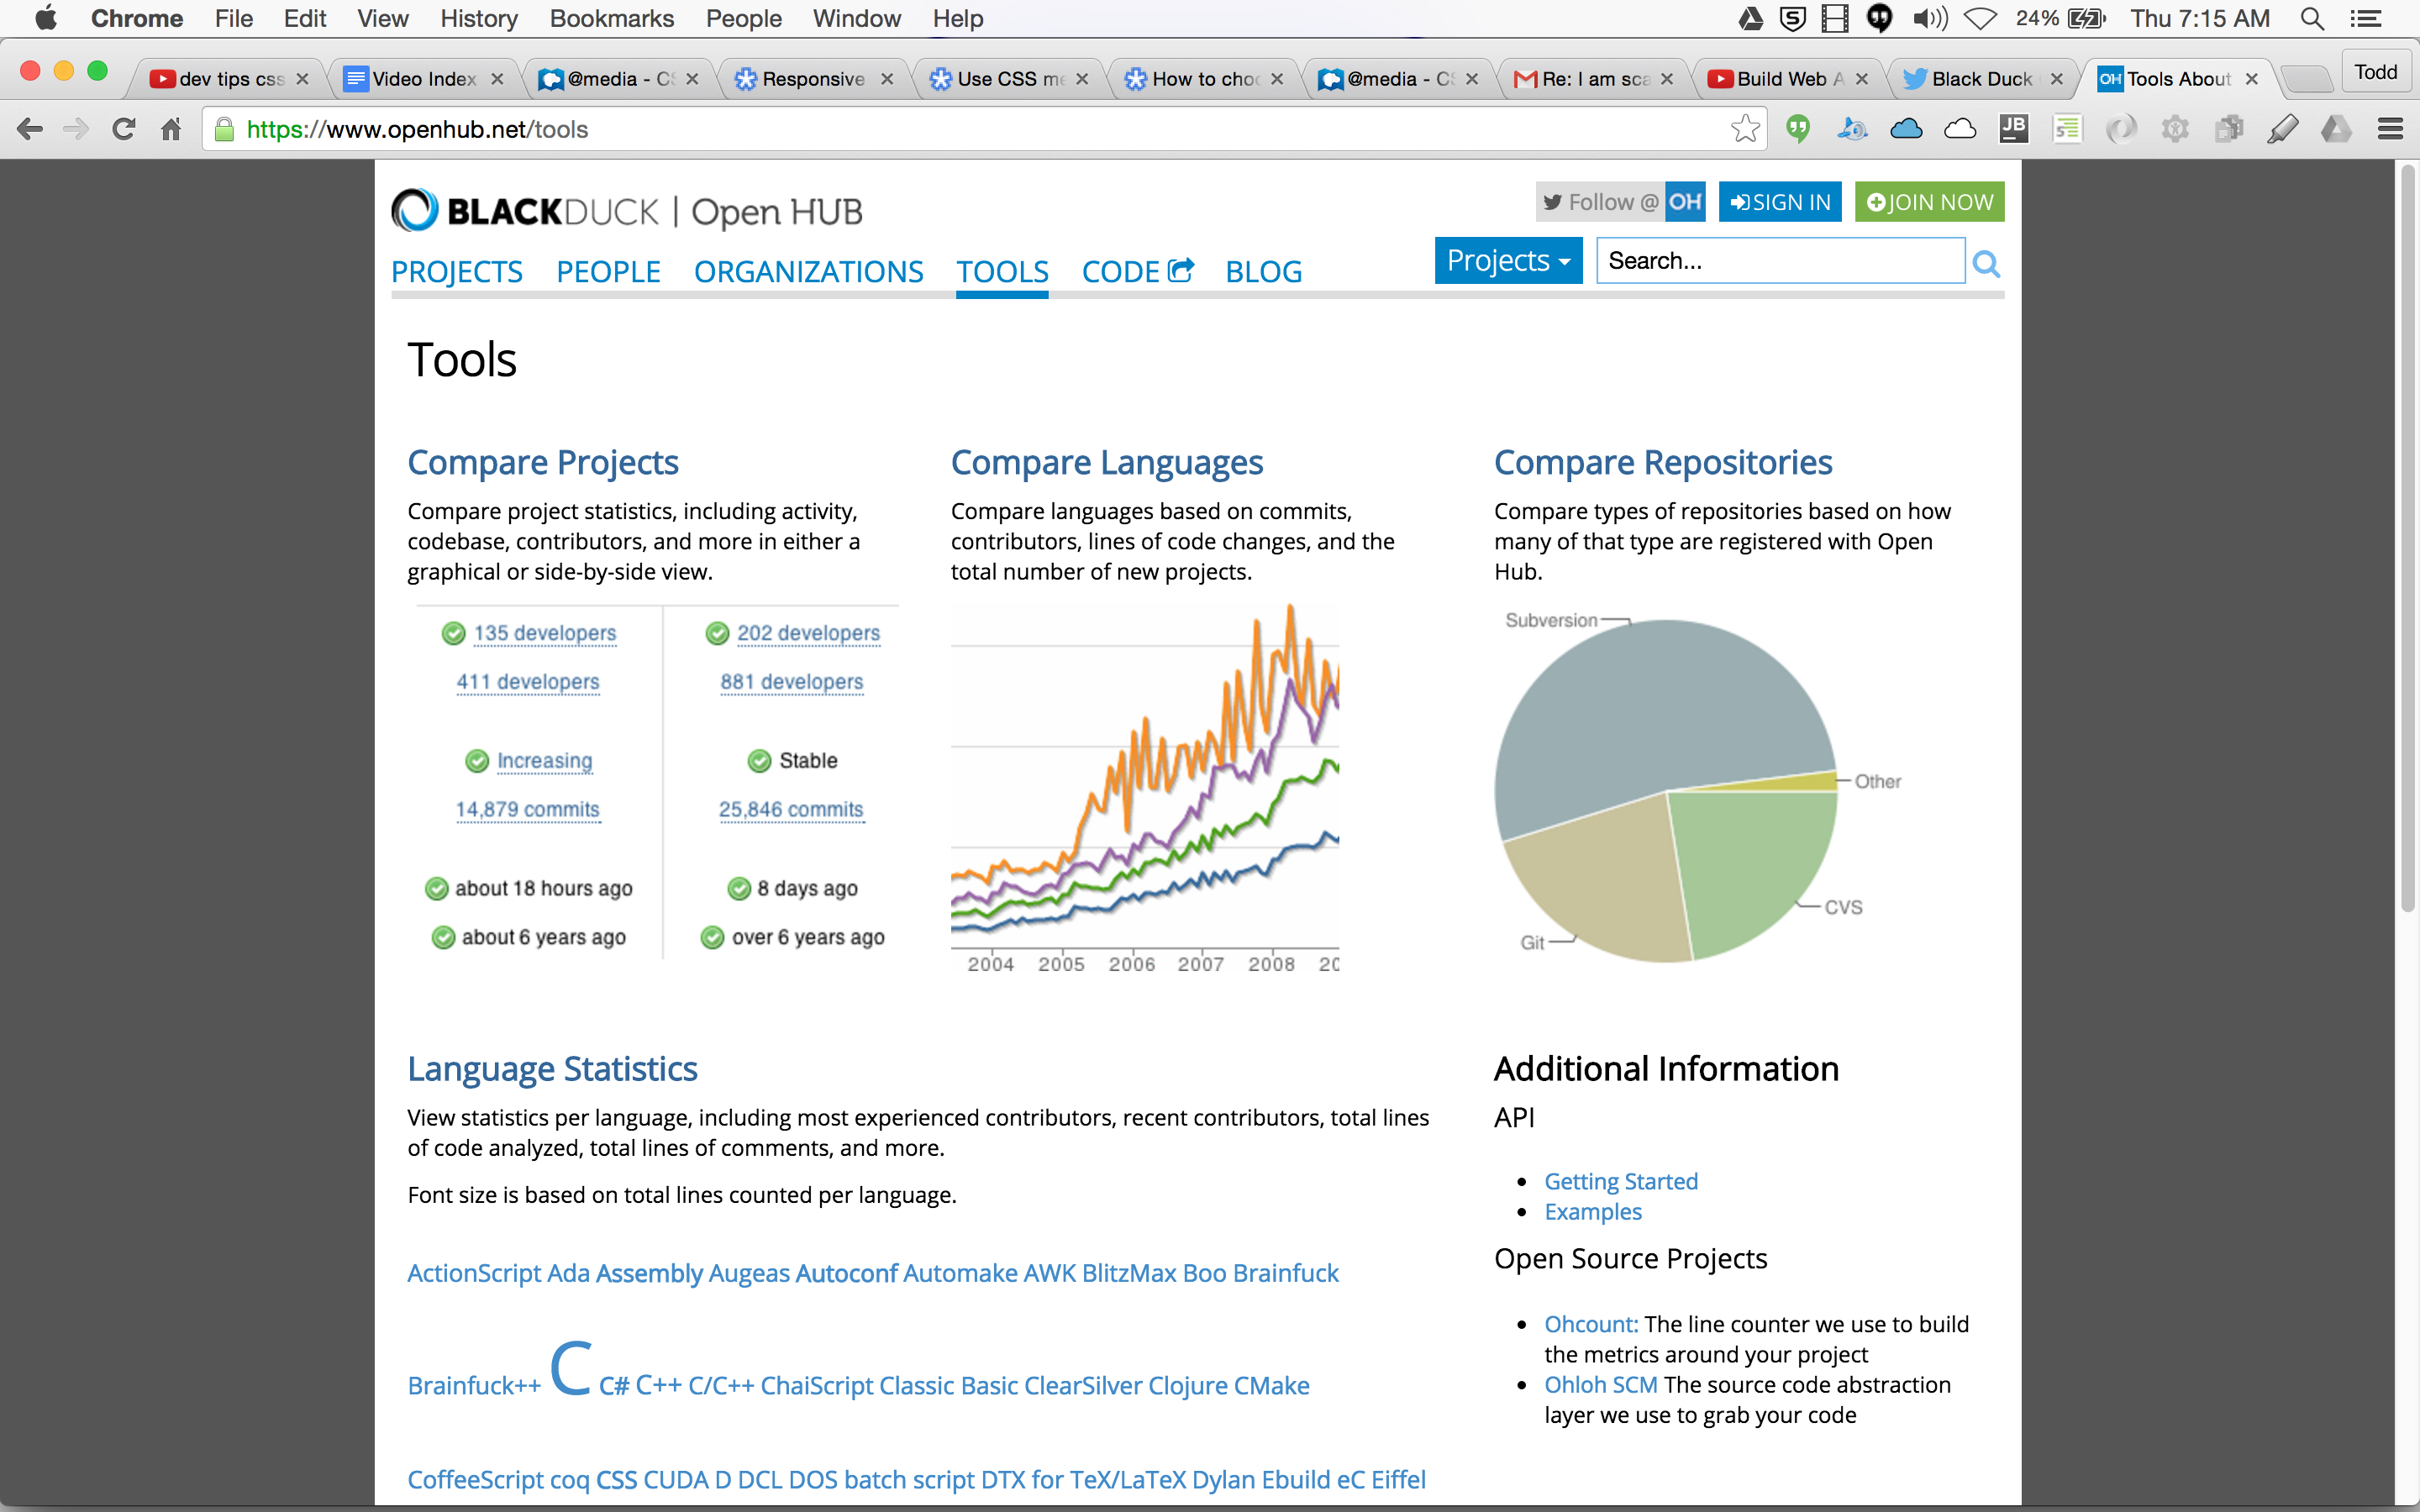 Chrome File Edit View History Bookmarks People Window Help 24% Thu 7:15 AM
dev tips css Video Index @media - CS Responsive Use CSS me How to choo @media - CS Re: I am sca Build Web A Black Duck OH Tools About Todd
https://www.openhub.net/tools JB
BLACKDUCK | Open HUB
Follow @ OH SIGN IN JOIN NOW
PROJECTS PEOPLE ORGANIZATIONS TOOLS CODE BLOG Projects Search...
Tools
Compare Projects
Compare project statistics, including activity,
codebase, contributors, and more in either a
graphical or side-by-side view.
135 developers 202 developers
411 developers 881 developers
Increasing Stable
14,879 commits 25,846 commits
about 18 hours ago 8 days ago
about 6 years ago over 6 years ago
Compare Languages
Compare languages based on commits,
contributors, lines of code changes, and the
total number of new projects.
2004 2005 2006 2007 2008 20
Compare Repositories
Compare types of repositories based on how
many of that type are registered with Open
Hub.
Subversion
Other
CVS
Git
Language Statistics
View statistics per language, including most experienced contributors, recent contributors, total lines
of code analyzed, total lines of comments, and more.
Font size is based on total lines counted per language.
ActionScript Ada Assembly Augeas Autoconf Automake AWK BlitzMax Boo Brainfuck
Brainfuck++ C C# C++ C/C++ ChaiScript Classic Basic ClearSilver Clojure CMake
CoffeeScript coq CSS CUDA D DCL DOS batch script DTX for TeX/LaTeX Dylan Ebuild eC Eiffel
Additional Information
API
Getting Started
Examples
Open Source Projects
Ohcount: The line counter we use to build
the metrics around your project
Ohloh SCM The source code abstraction
layer we use to grab your code